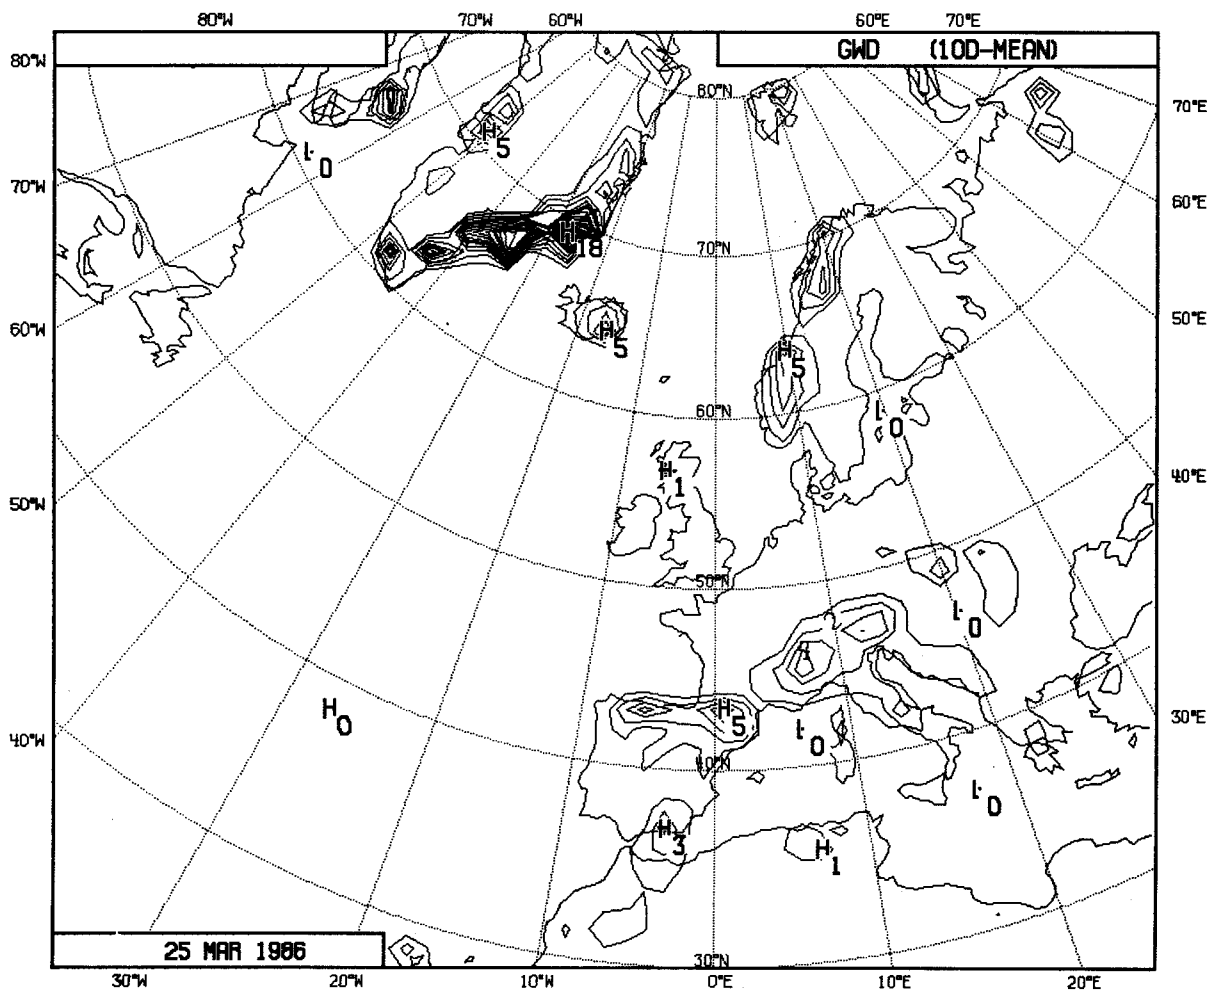 80°W 70°W 60°W 60°E 70°E
GWD (10D-MEAN)
80°W
80°N
70°E
H 5
L 0
70°W
60°E
H 18
70°N
H 5
50°E
60°W
H 5
60°N
L 0
H 1
40°E
50°W
50°N
L 0
H 0
H 5
L 0
30°E
40°W
40°N
L 0
H 3
H 1
25 MAR 1986
30°N
30°W 20°W 10°W 0°E 10°E 20°E